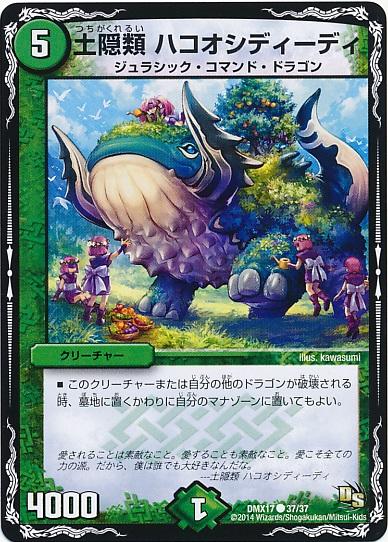 5
つちがくれるい
土隠類 ハコオシディーディ
ジュラシック・コマンド・ドラゴン
illus. kawasumi
クリーチャー
■ このクリーチャーまたは自分の他のドラゴンが破壊される
時、墓地に置くかわりに自分のマナゾーンに置いてもよい。
愛されることは素敵なこと。愛することも素敵なこと。愛こそ全て
の力の源。だから、僕は誰でも大好きなんだな。
---土隠類 ハコオシディーディ
4000
1
DS
DMX17 ● 37/37
©2014 Wizards/Shogakukan/Mitsui-Kids